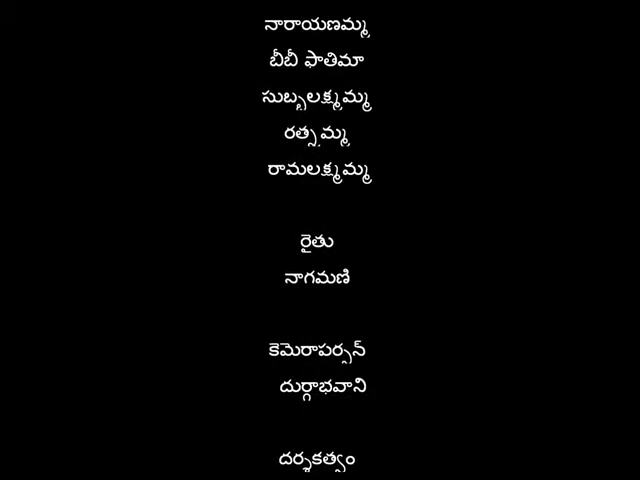 నారాయణమ్మ
బీబీ ఫాతిమా
సుబ్బలక్ష్మమ్మ
రత్నమ్మ
రామలక్ష్మమ్మ
రైతు
నాగమణి
కెమెరాపర్సన్
దుర్గాభవాని
దర్శకత్వం